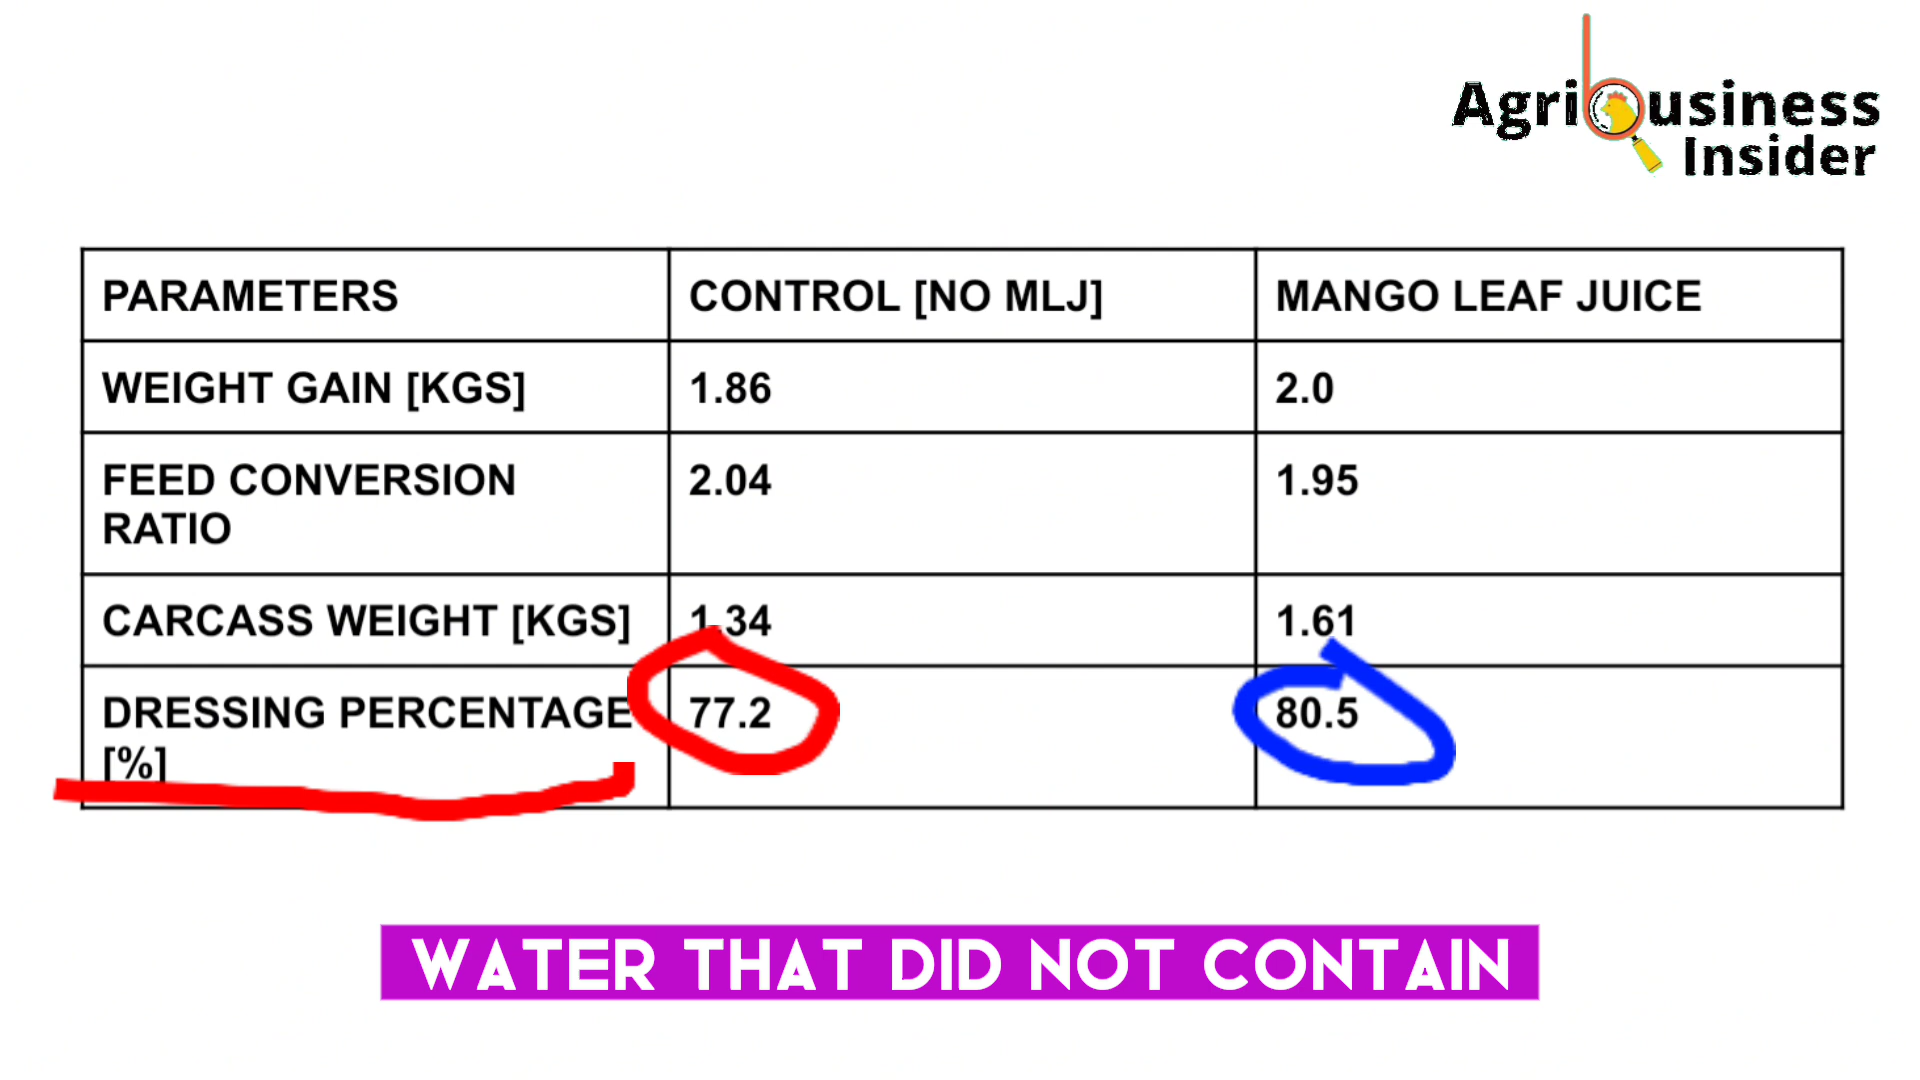 Agribusiness
Insider
PARAMETERS CONTROL [NO MLJ] MANGO LEAF JUICE
WEIGHT GAIN [KGS] 1.86 2.0
FEED CONVERSION RATIO 2.04 1.95
CARCASS WEIGHT [KGS] 1.34 1.61
DRESSING PERCENTAGE [%] 77.2 80.5
WATER THAT DID NOT CONTAIN